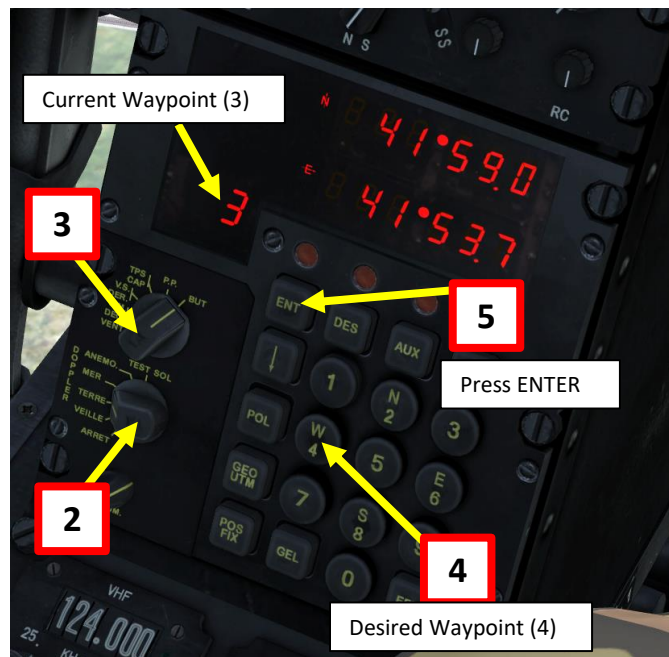 N S
SS
RC
Current Waypoint (3)
N 41°59.0
E 41°53.7
3
3
TPS
CAP
P.P.
V.S.
DER.
BUT
VENT
5
ENT
DES
AUX
Press ENTER
↓
1
N
2
3
DOPPLER
ANEMO.
TEST SOL
MER
TERRE
VEILLE
ARRET
POL
W
4
5
E
6
GEO
UTM
7
S
8
POS
FIX
GEL
0
2
4
Desired Waypoint (4)
VHF
124.000
25.